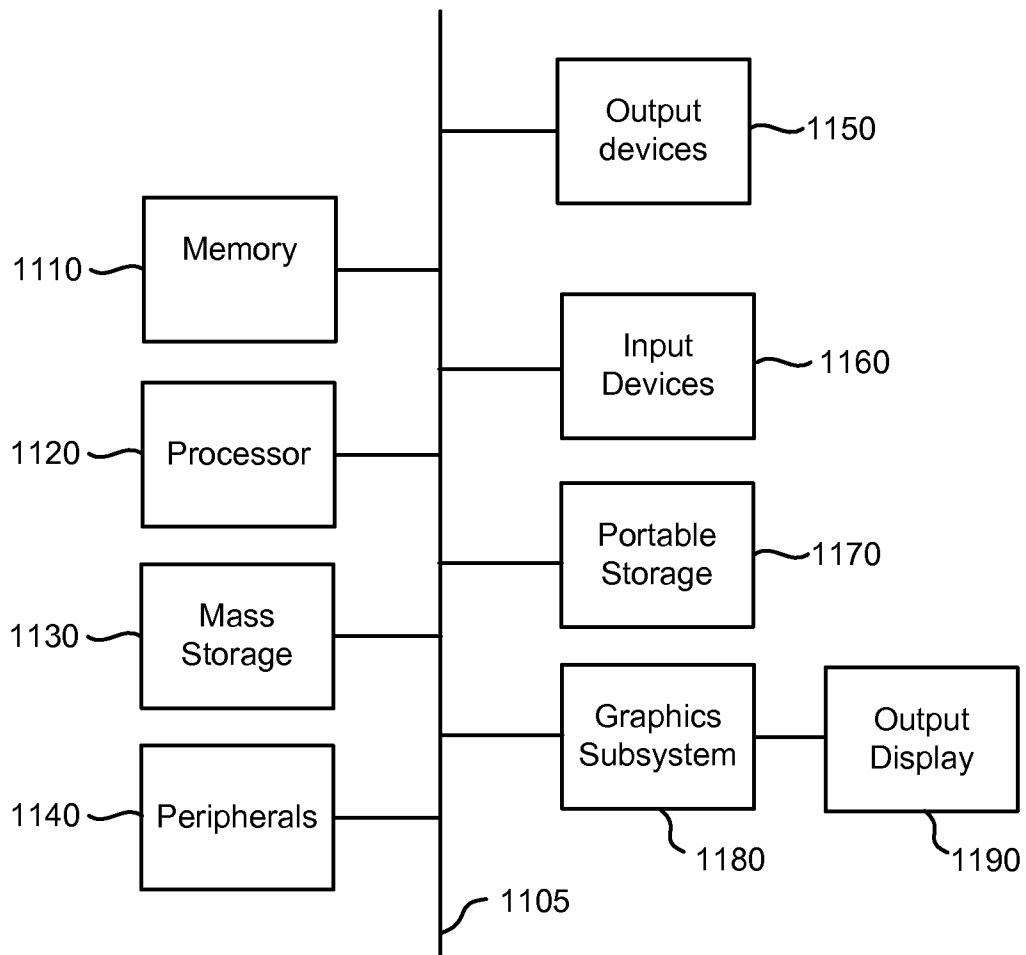 Output
devices
1150
Memory
1110
Input
Devices
1160
Processor
1120
Portable
Storage
1170
Mass
Storage
1130
Graphics
Subsystem
1180
Output
Display
1190
Peripherals
1140
1105